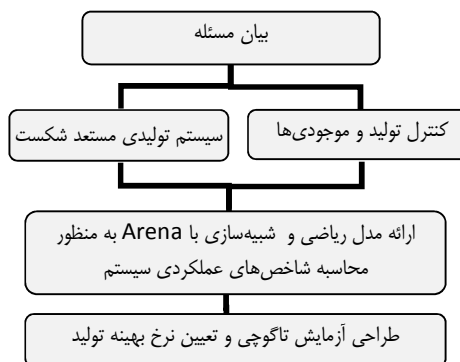 بیان مسئله
کنترل تولید و موجودی‌ها
سیستم تولیدی مستعد شکست
ارائه مدل ریاضی و شبیه‌سازی با Arena به منظور
محاسبه شاخص‌های عملکردی سیستم
طراحی آزمایش تاگوچی و تعیین نرخ بهینه تولید